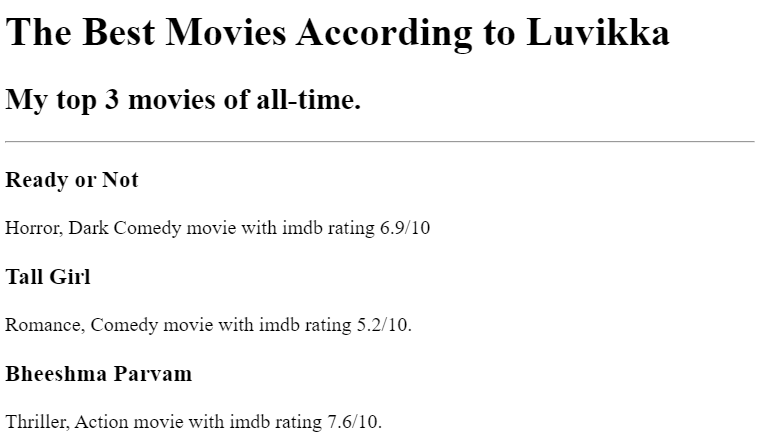 The Best Movies According to Luvikka
My top 3 movies of all-time.
Ready or Not
Horror, Dark Comedy movie with imdb rating 6.9/10
Tall Girl
Romance, Comedy movie with imdb rating 5.2/10.
Bheeshma Parvam
Thriller, Action movie with imdb rating 7.6/10.